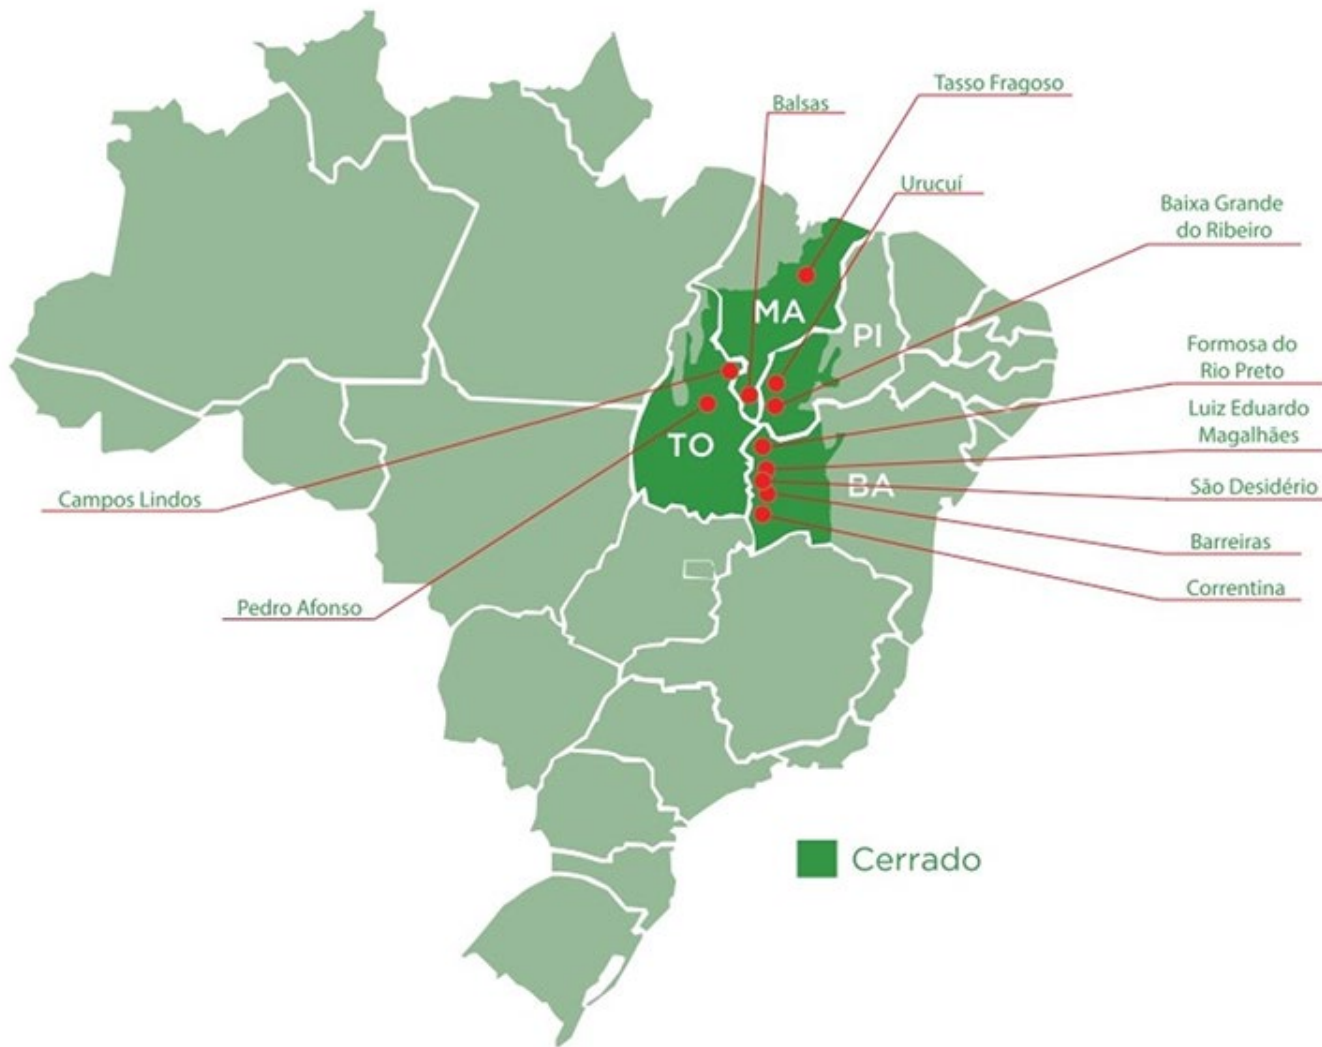 Tasso Fragoso
Balsas
Urucuí
Baixa Grande
do Ribeiro
MA
PI
Formosa do
Rio Preto
Luiz Eduardo
Magalhães
TO
BA
São Desidério
Campos Lindos
Barreiras
Correntina
Pedro Afonso
Cerrado